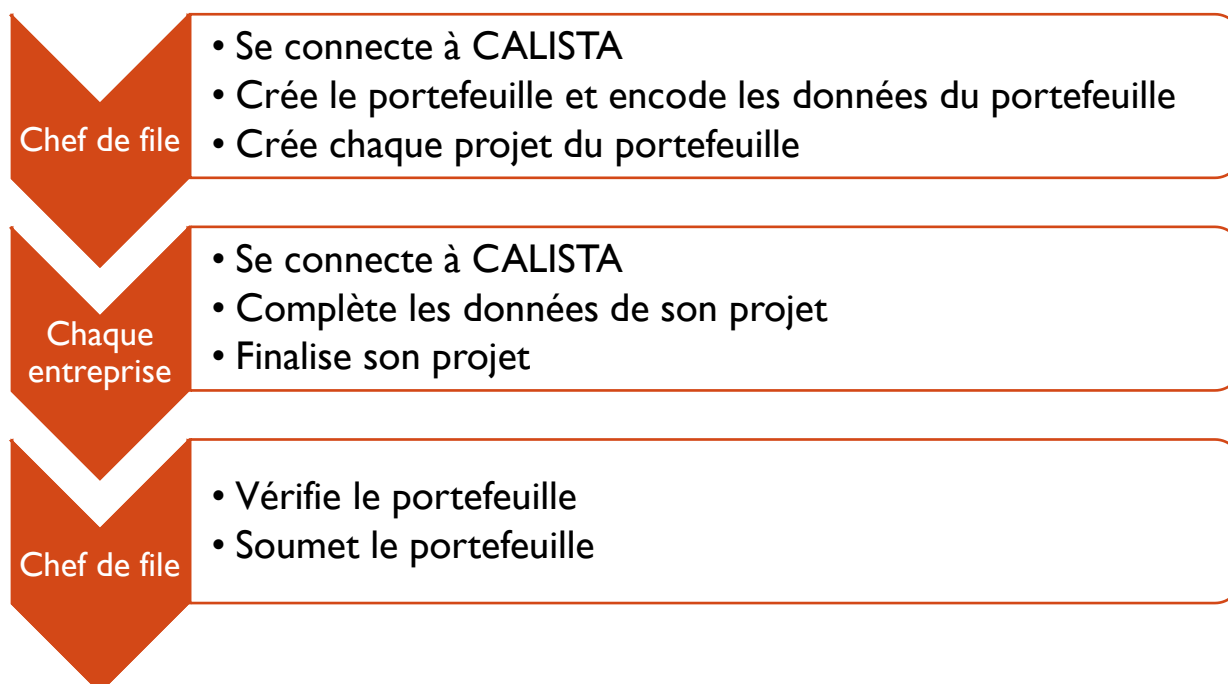 Chef de file
• Se connecte à CALISTA
• Crée le portefeuille et encode les données du portefeuille
• Crée chaque projet du portefeuille
Chaque
entreprise
• Se connecte à CALISTA
• Complète les données de son projet
• Finalise son projet
Chef de file
• Vérifie le portefeuille
• Soumet le portefeuille